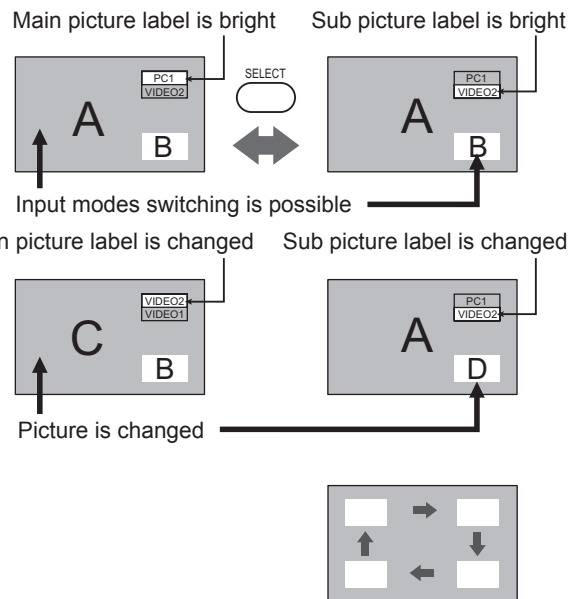 Main picture label is bright
Sub picture label is bright
PC1
VIDEO2
A
B
SELECT
PC1
VIDEO2
A
B
Input modes switching is possible
n picture label is changed
Sub picture label is changed
VIDEO2
VIDEO1
C
B
PC1
VIDEO2
A
D
Picture is changed